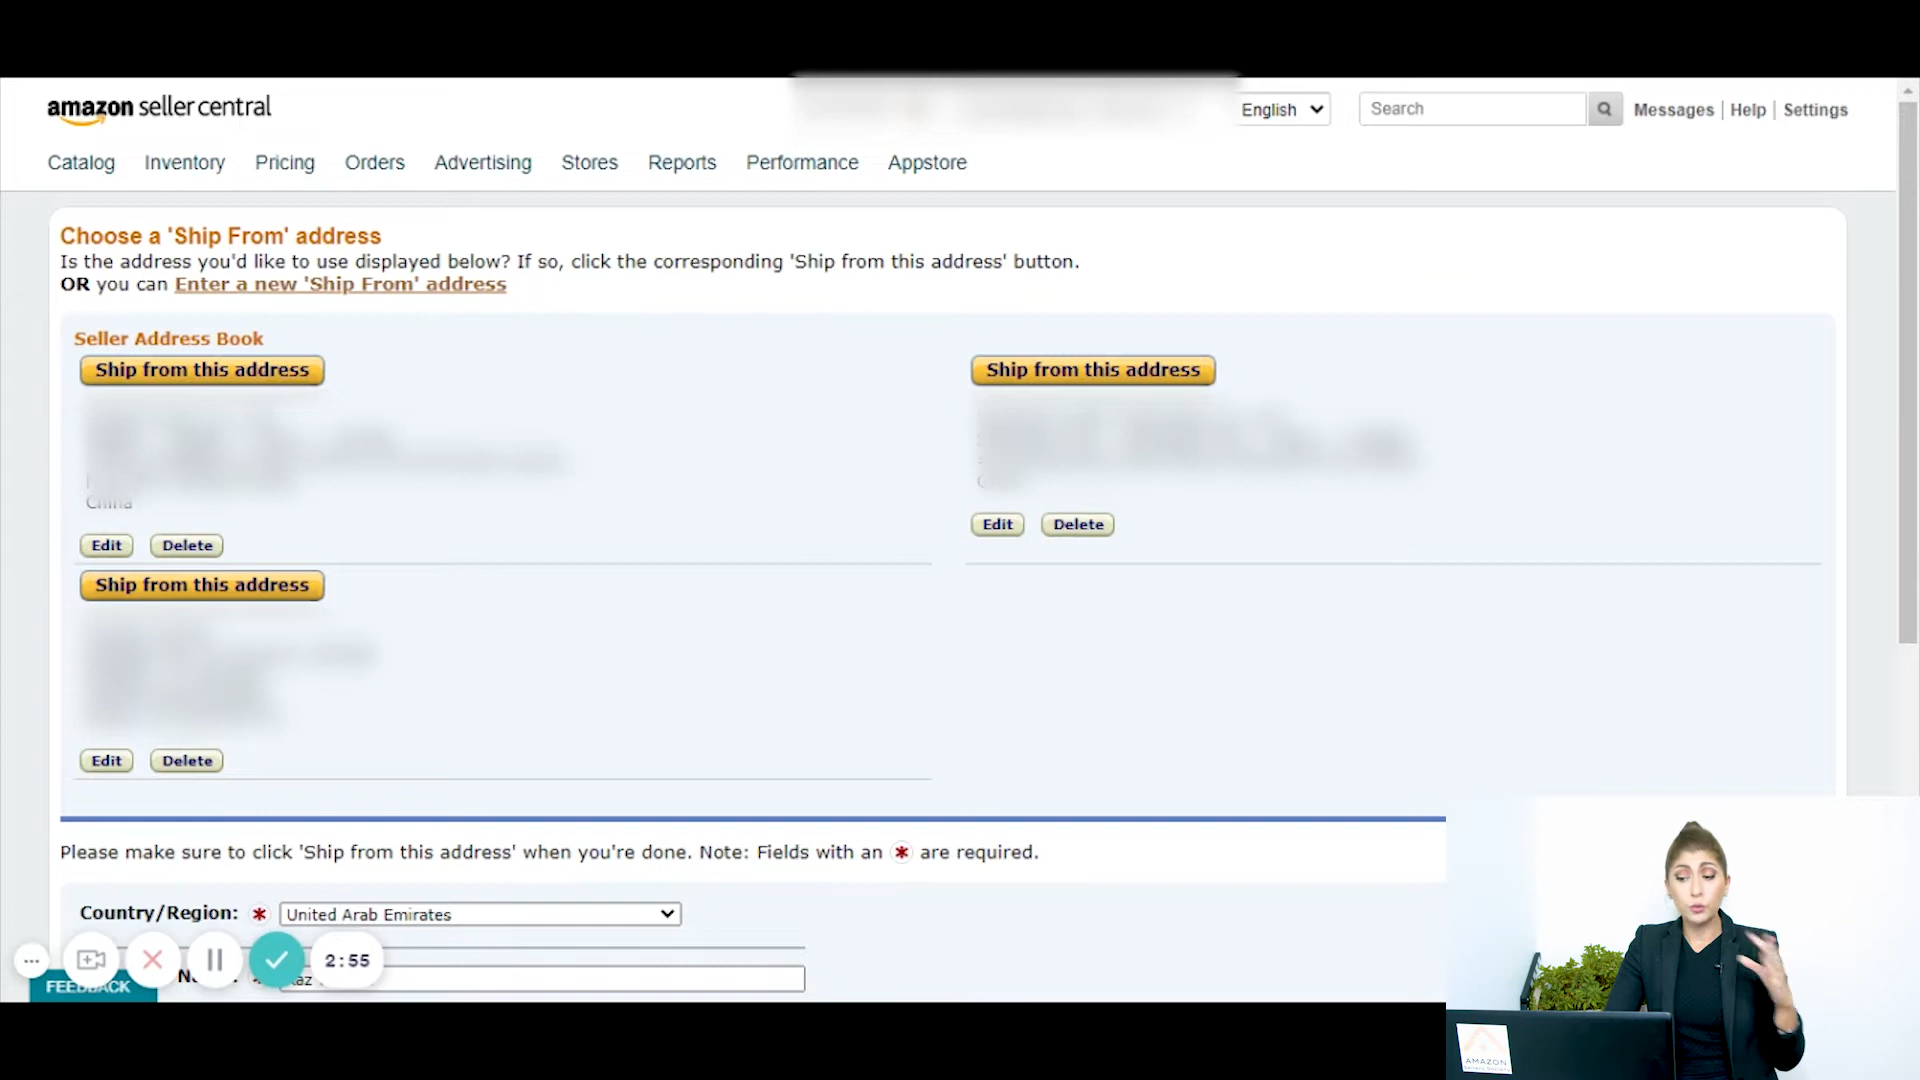 amazon seller central
English
Search
Messages | Help | Settings
Catalog Inventory Pricing Orders Advertising Stores Reports Performance Appstore
Choose a 'Ship From' address
Is the address you'd like to use displayed below? If so, click the corresponding 'Ship from this address' button.
OR you can Enter a new 'Ship From' address
Seller Address Book
Ship from this address Ship from this address
China
Edit Delete
Edit Delete
Ship from this address
Edit Delete
Please make sure to click 'Ship from this address' when you're done. Note: Fields with an * are required.
Country/Region: * United Arab Emirates
2:55
FEEDBACK
AMAZON